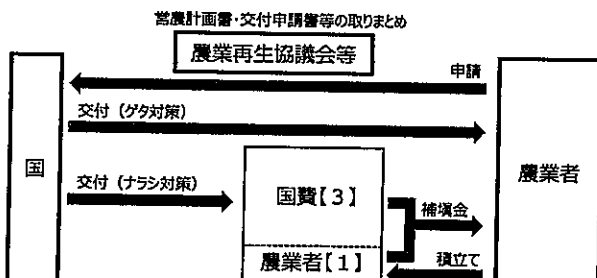 営農計画書・交付申請書等の取りまとめ
農業再生協議会等
申請
交付（ゲタ対策）
国
農業者
交付（ナラシ対策）
国費【３】
補填金
農業者【１】
積立て